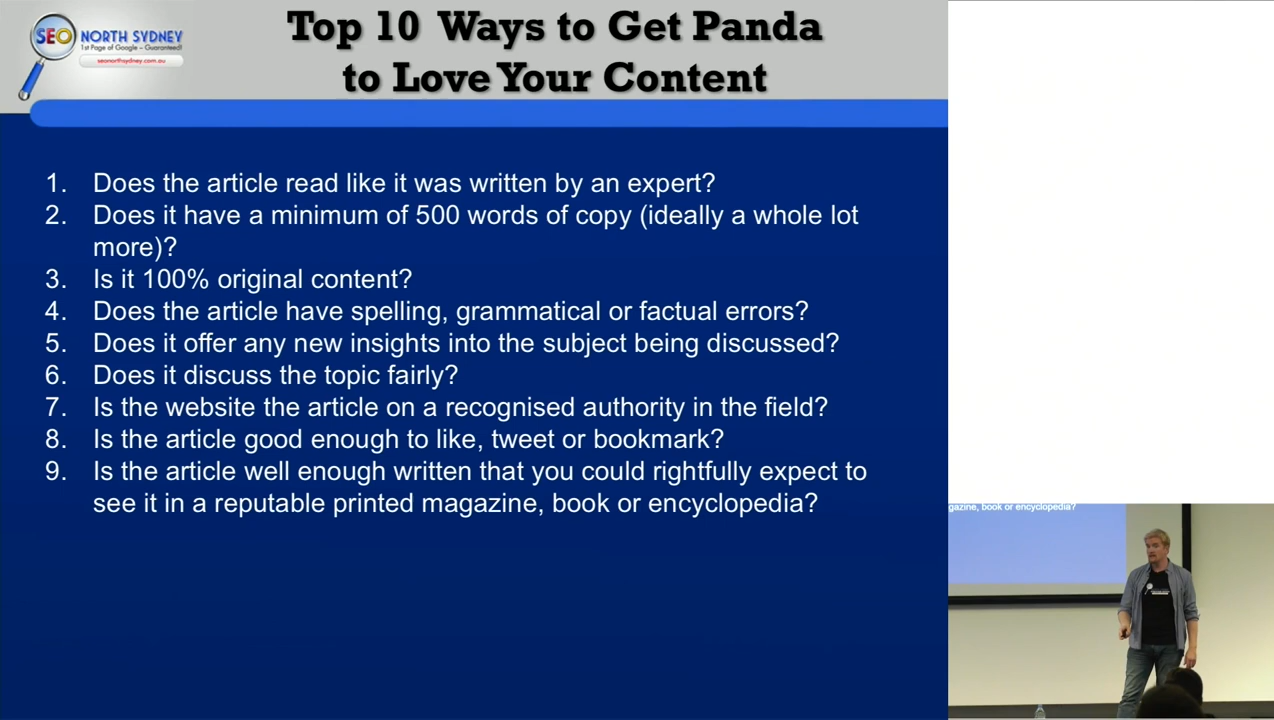 SEO NORTH SYDNEY
1st Page of Google - Guaranteed!
seonorthsydney.com.au
Top 10 Ways to Get Panda
to Love Your Content
1. Does the article read like it was written by an expert?
2. Does it have a minimum of 500 words of copy (ideally a whole lot
more)?
3. Is it 100% original content?
4. Does the article have spelling, grammatical or factual errors?
5. Does it offer any new insights into the subject being discussed?
6. Does it discuss the topic fairly?
7. Is the website the article on a recognised authority in the field?
8. Is the article good enough to like, tweet or bookmark?
9. Is the article well enough written that you could rightfully expect to
see it in a reputable printed magazine, book or encyclopedia?
gazine, book or encyclopedia?